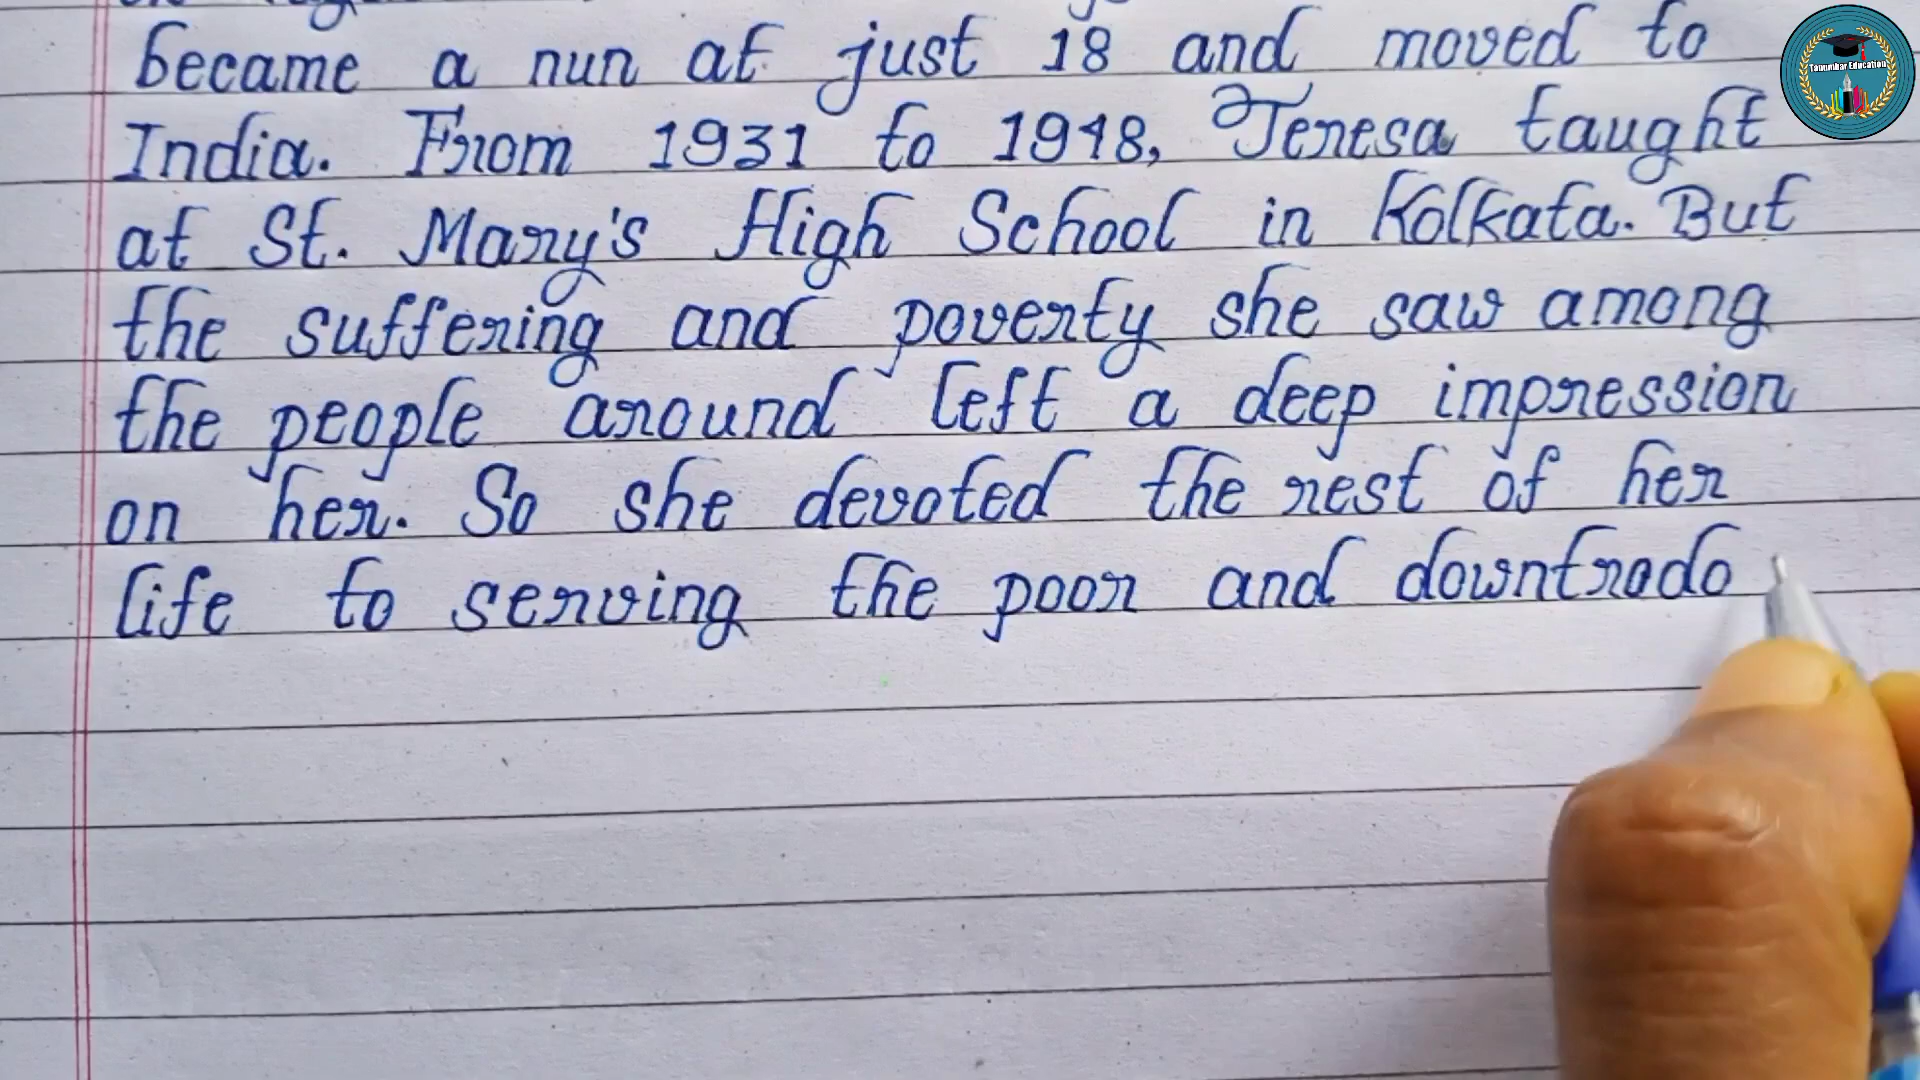 became a nun at just 18 and moved to
India. From 1931 to 1948, Teresa taught
at St. Mary's High School in Kolkata. But
the suffering and poverty she saw among
the people around left a deep impression
on her. So she devoted the rest of her
life to serving the poor and downtrodo
Tanumbar Education